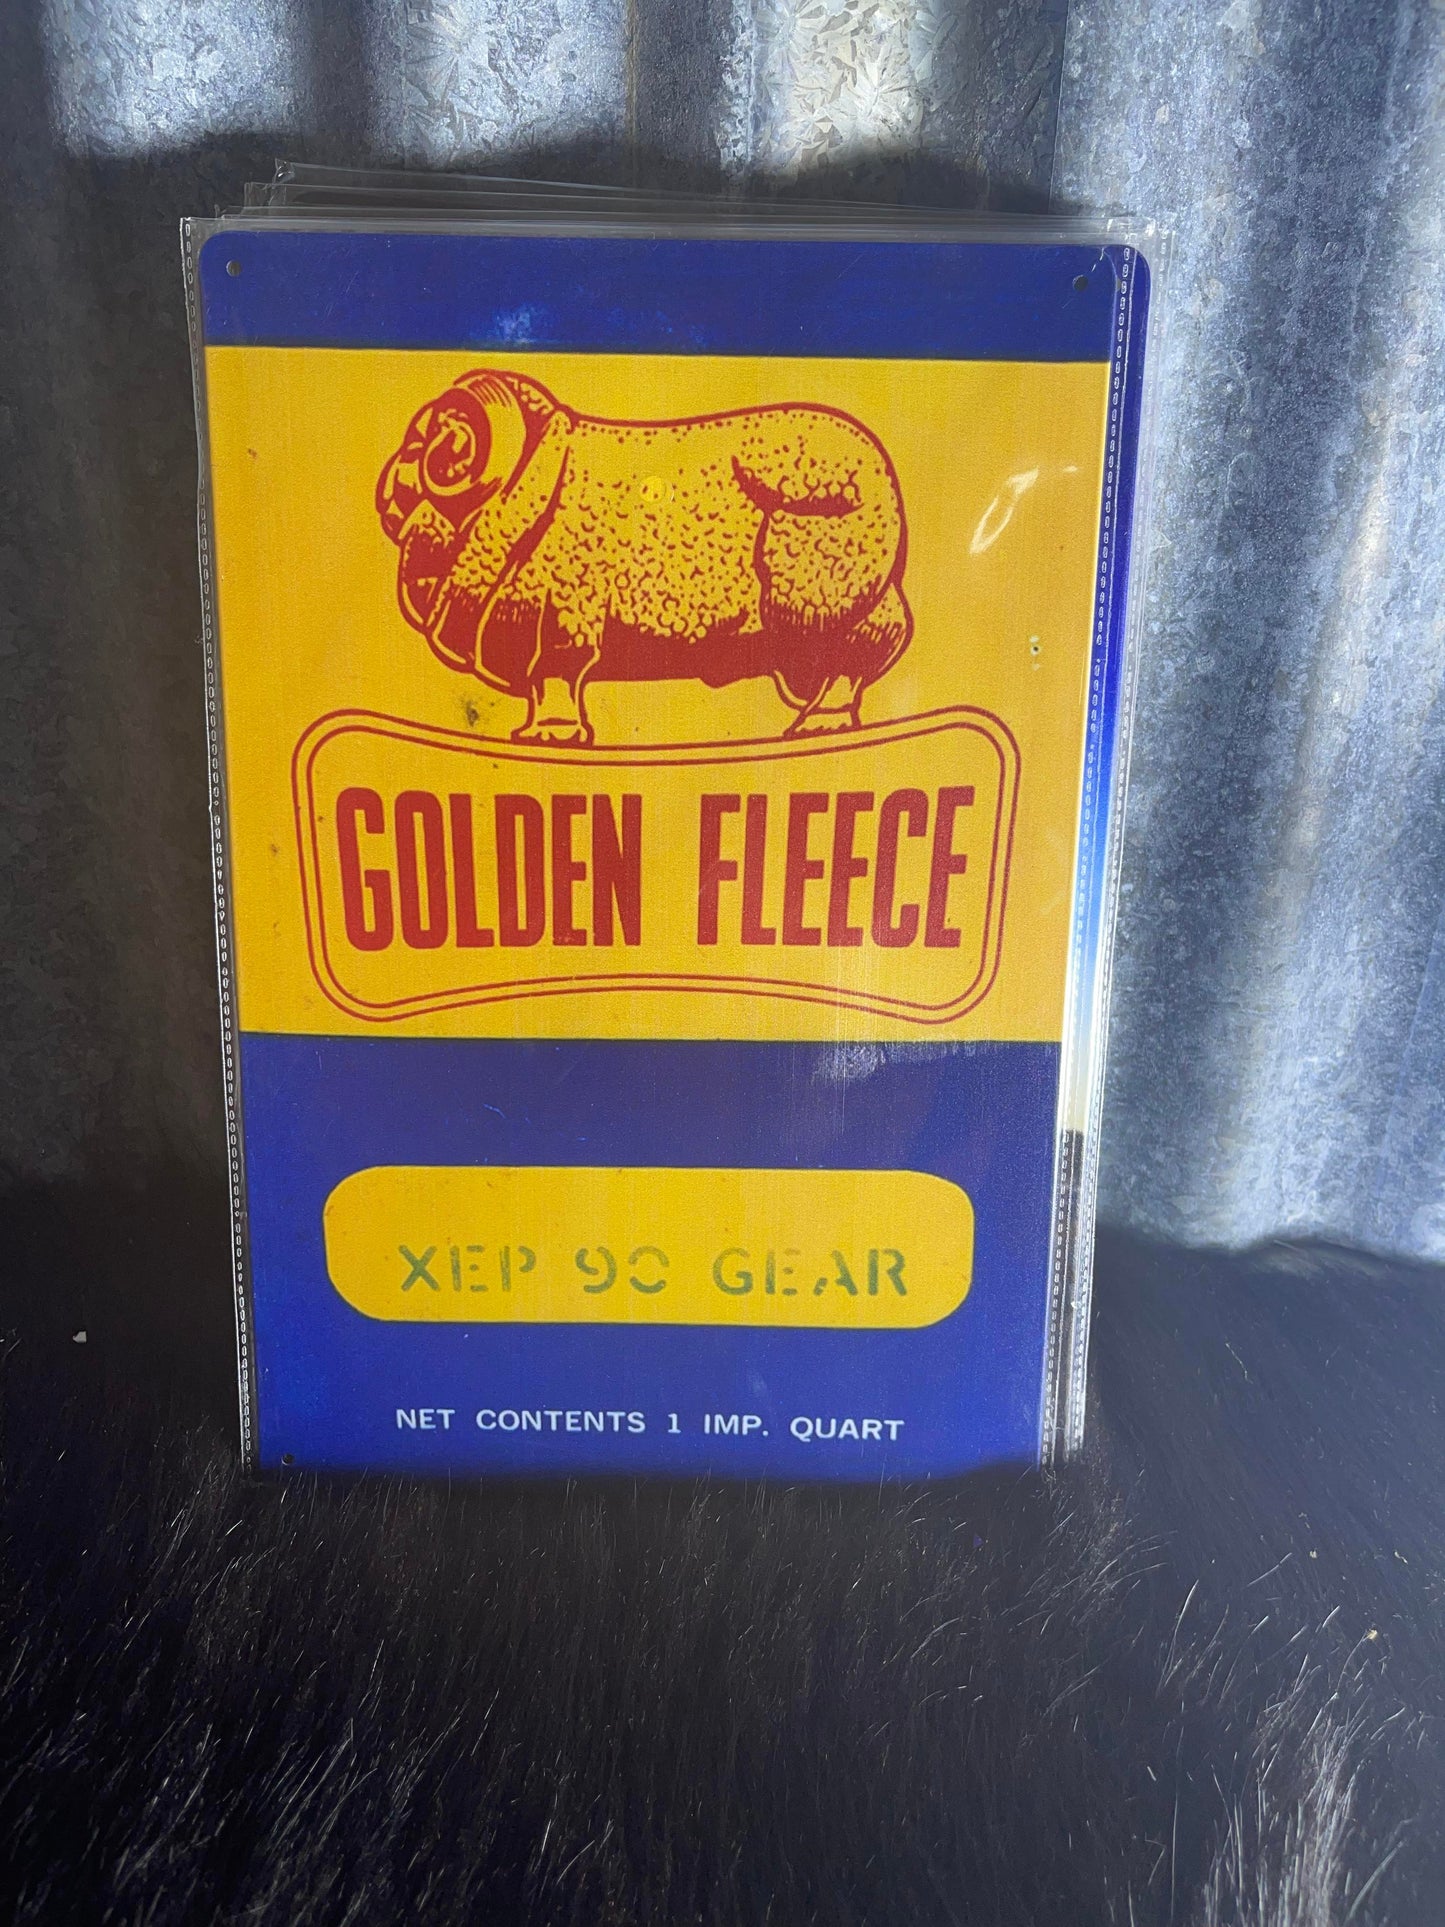 GOLDEN FLEECE
XEP 90 GEAR
NET CONTENTS 1 IMP. QUART